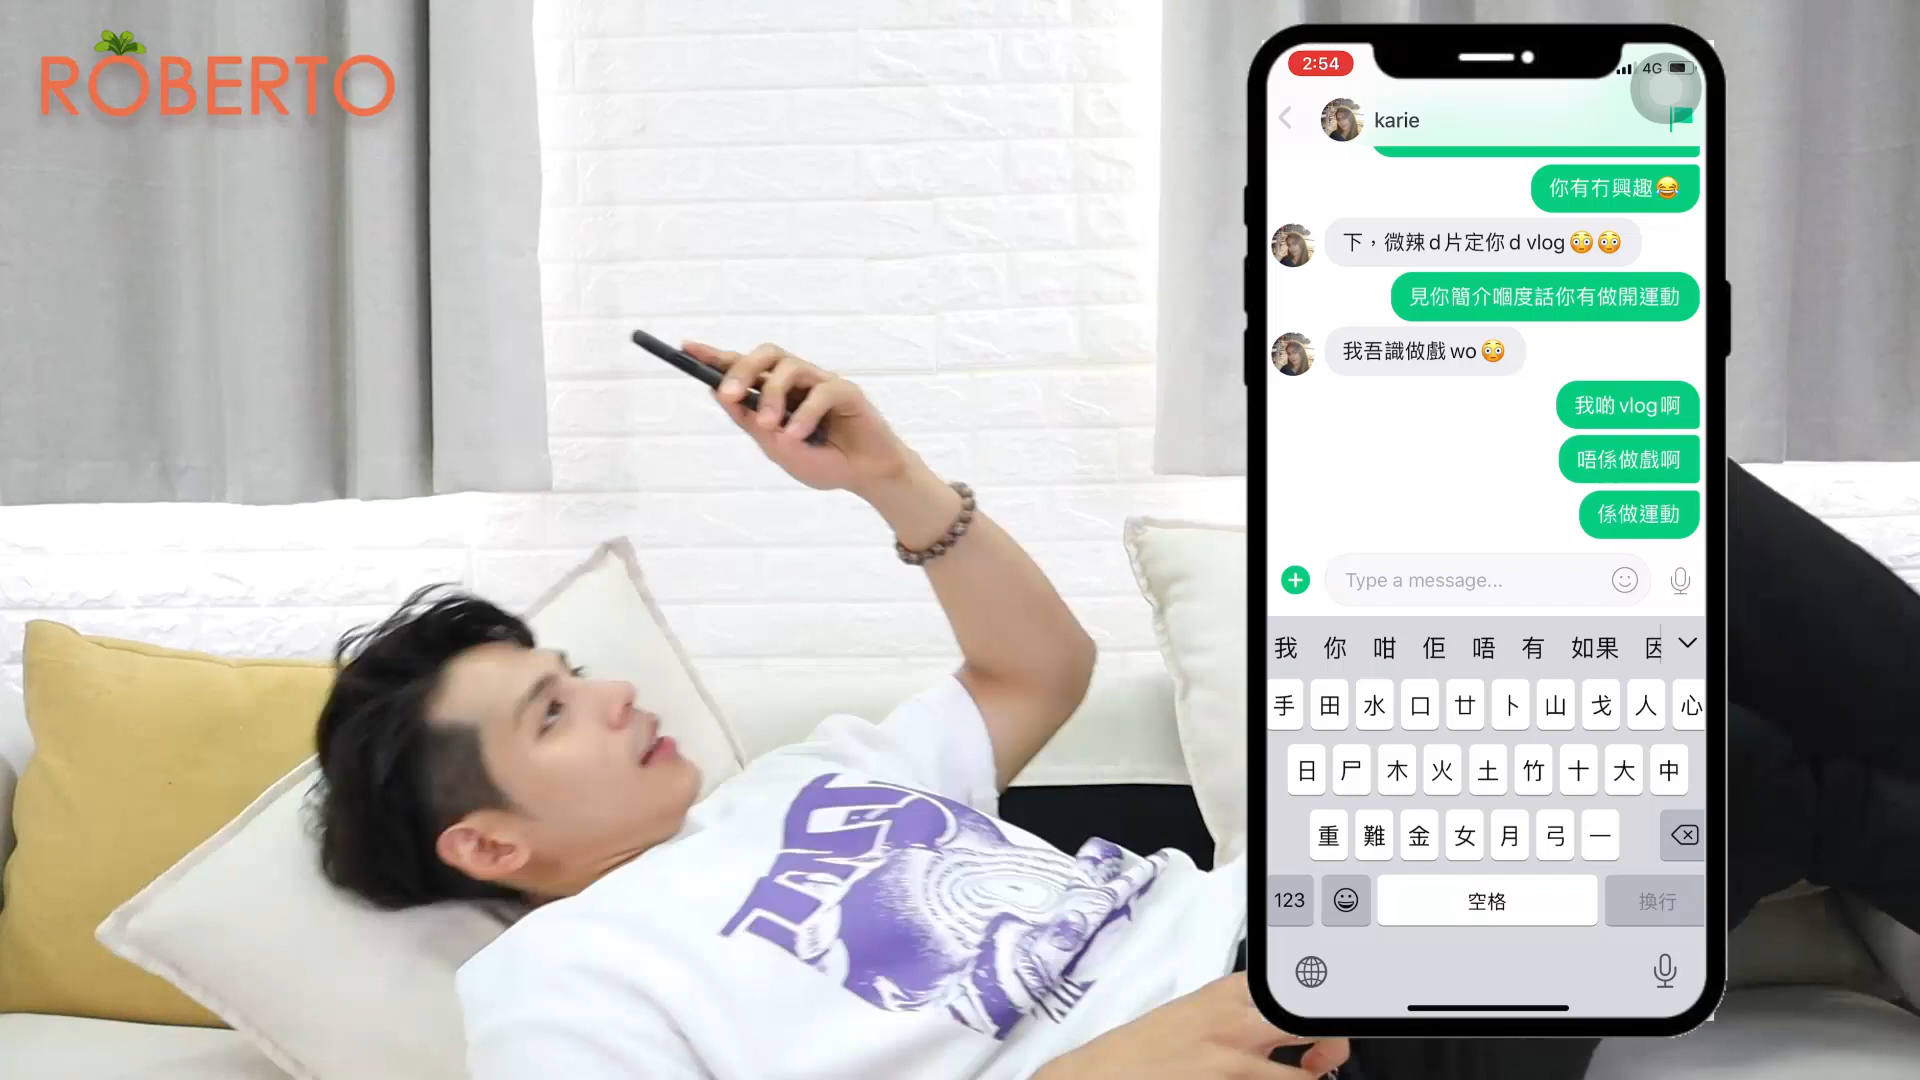 ROBERTO
2:54
4G
karie
你有冇興趣😂
下，微辣d片定你d vlog😳😳
見你簡介嗰度話你有做開運動
我吾識做戲wo😳
我啲vlog啊
唔係做戲啊
係做運動
Type a message...
我 你 咁 佢 唔 有 如果 因
手 田 水 口 廿 卜 山 戈 人 心
日 尸 木 火 土 竹 十 大 中
重 難 金 女 月 弓 一
123 空格 換行